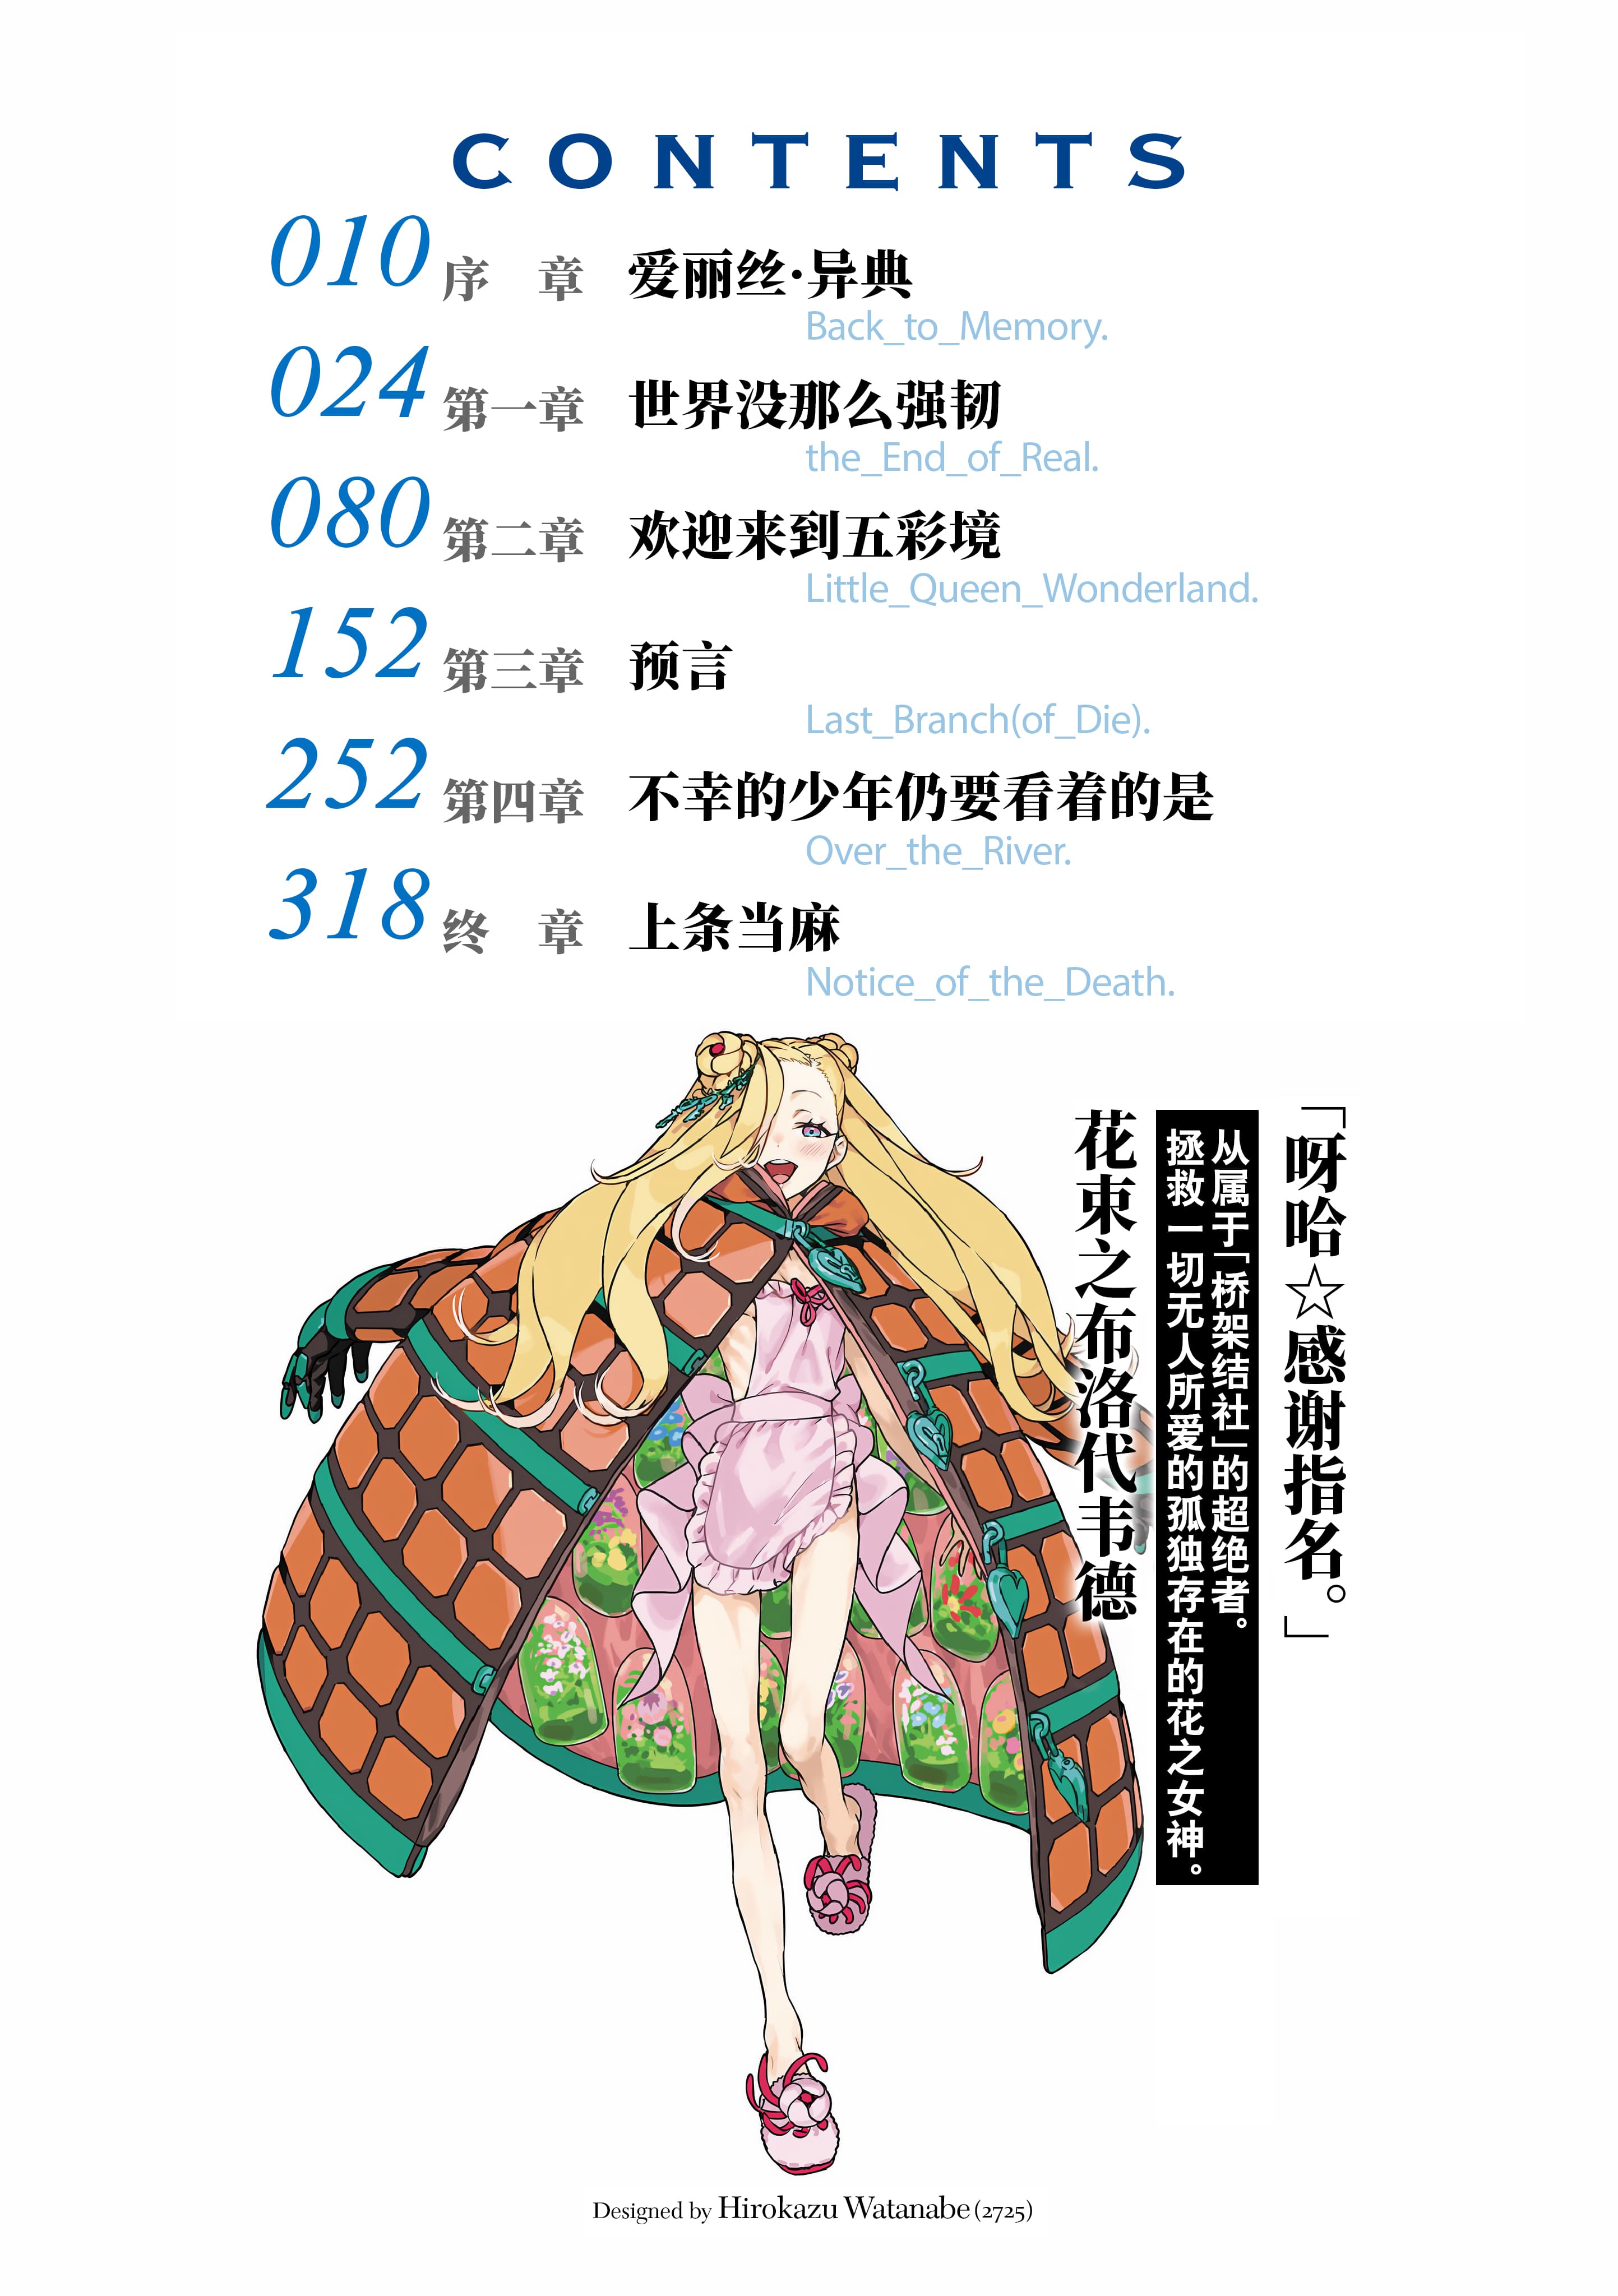 CONTENTS
010 序　章 爱丽丝·异典
Back_to_Memory.
024 第一章 世界没那么强韧
the_End_of_Real.
080 第二章 欢迎来到五彩境
Little_Queen_Wonderland.
152 第三章 预言
Last_Branch(of_Die).
252 第四章 不幸的少年仍要看着的是
Over_the_River.
318 终　章 上条当麻
Notice_of_the_Death.
「呀哈☆感谢指名。」
从属于「桥架结社」的超绝者。
拯救一切无人所爱的孤独存在的花之女神。
花束之布洛代韦德
Designed by Hirokazu Watanabe (2725)